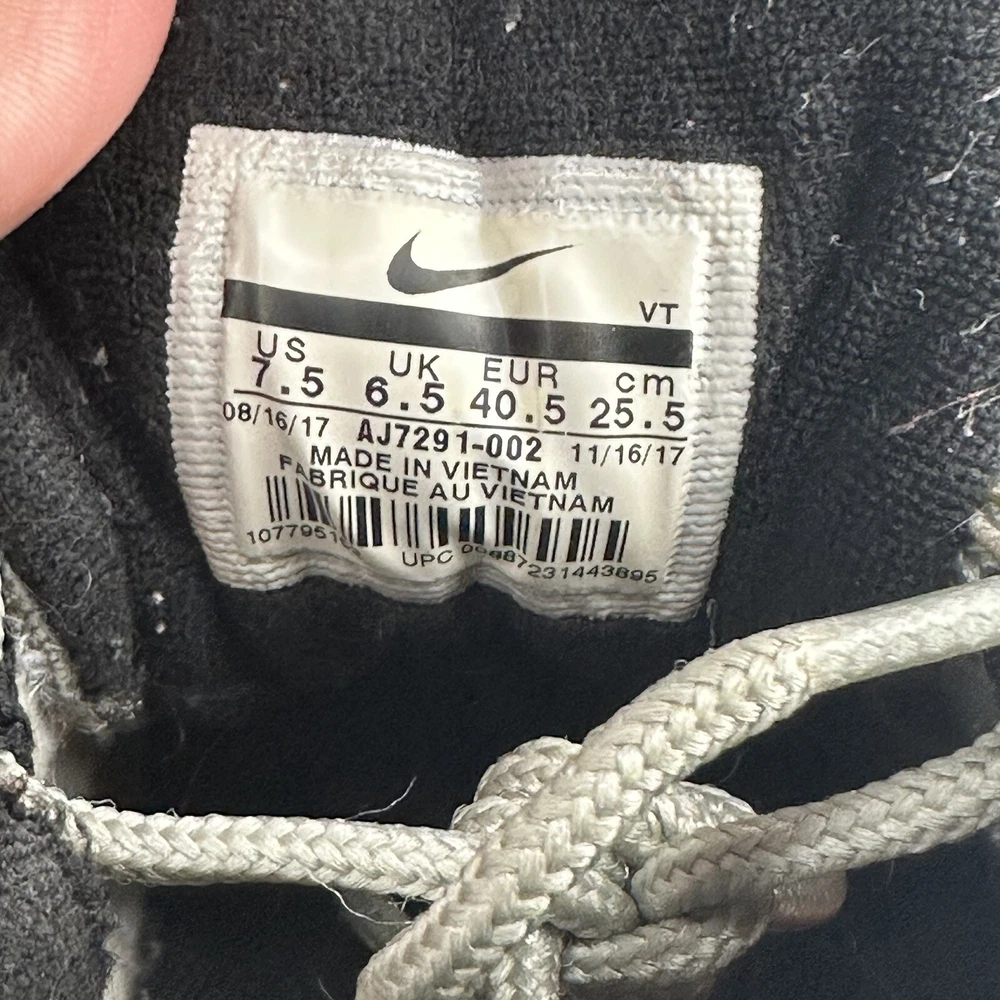 VT
US UK EUR cm
7.5 6.5 40.5 25.5
08/16/17 AJ7291-002 11/16/17
MADE IN VIETNAM
FABRIQUE AU VIETNAM
UPC